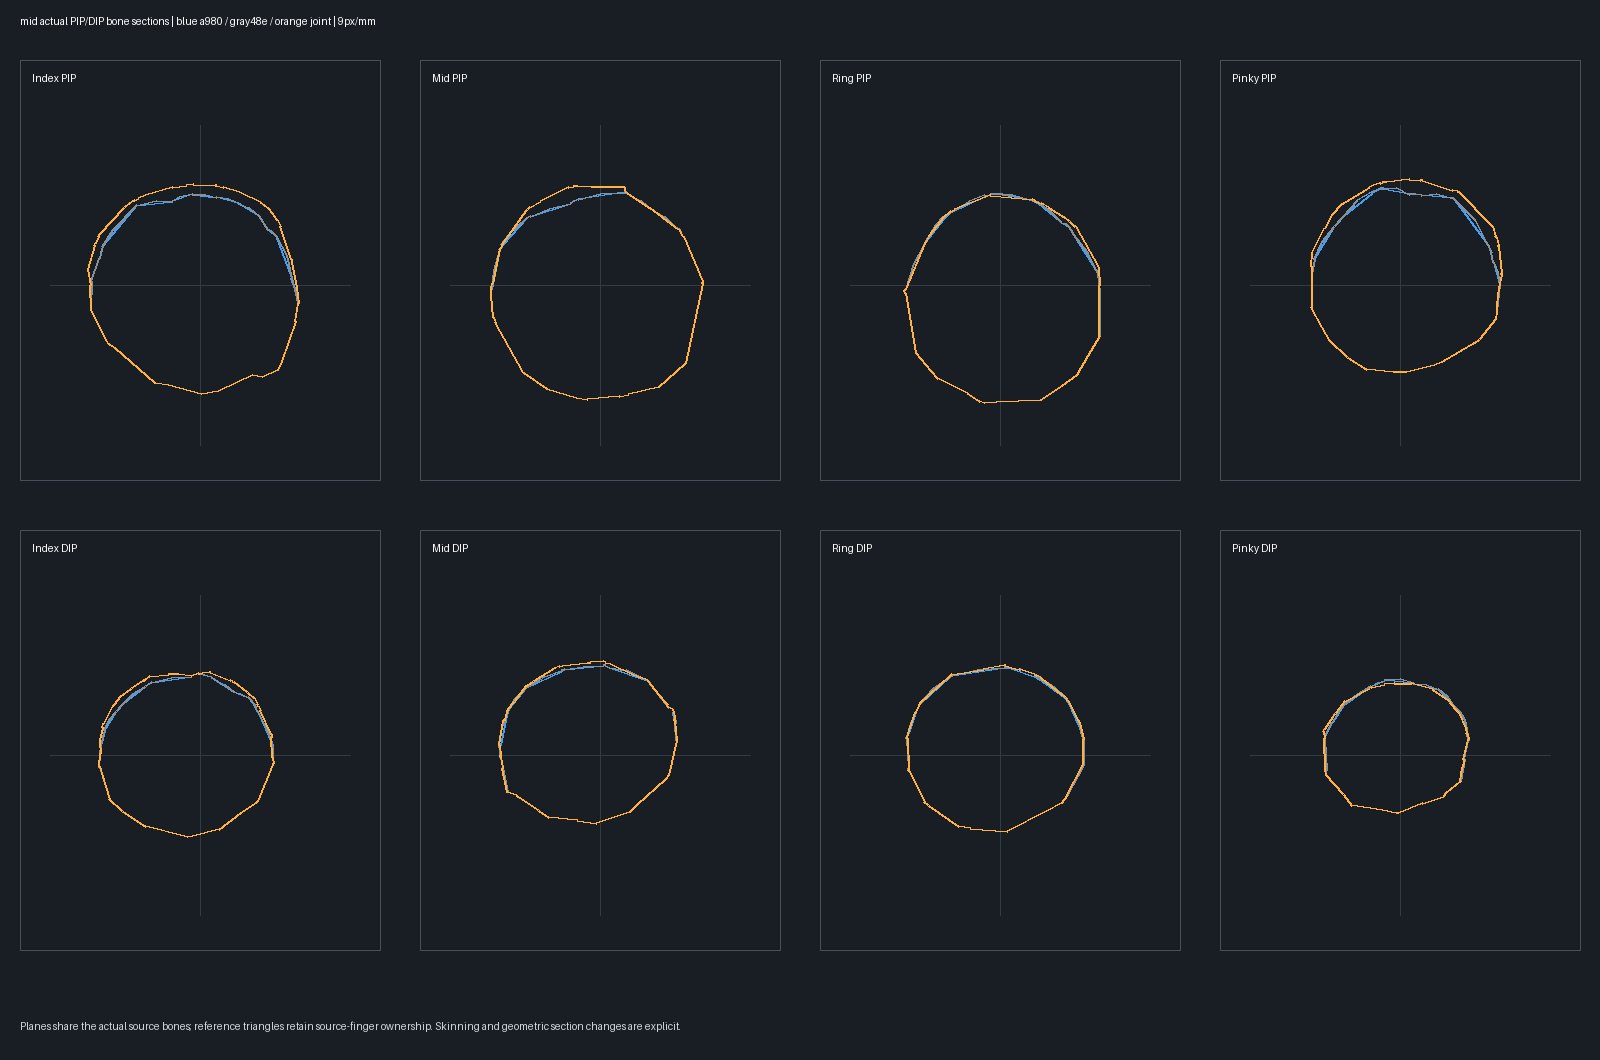 mid actual PIP/DIP bone sections | blue a980 / gray48e / orange joint | 9px/mm
Index PIP
Mid PIP
Ring PIP
Pinky PIP
Index DIP
Mid DIP
Ring DIP
Pinky DIP
Planes share the actual source bones; reference triangles retain source-finger ownership. Skinning and geometric section changes are explicit.